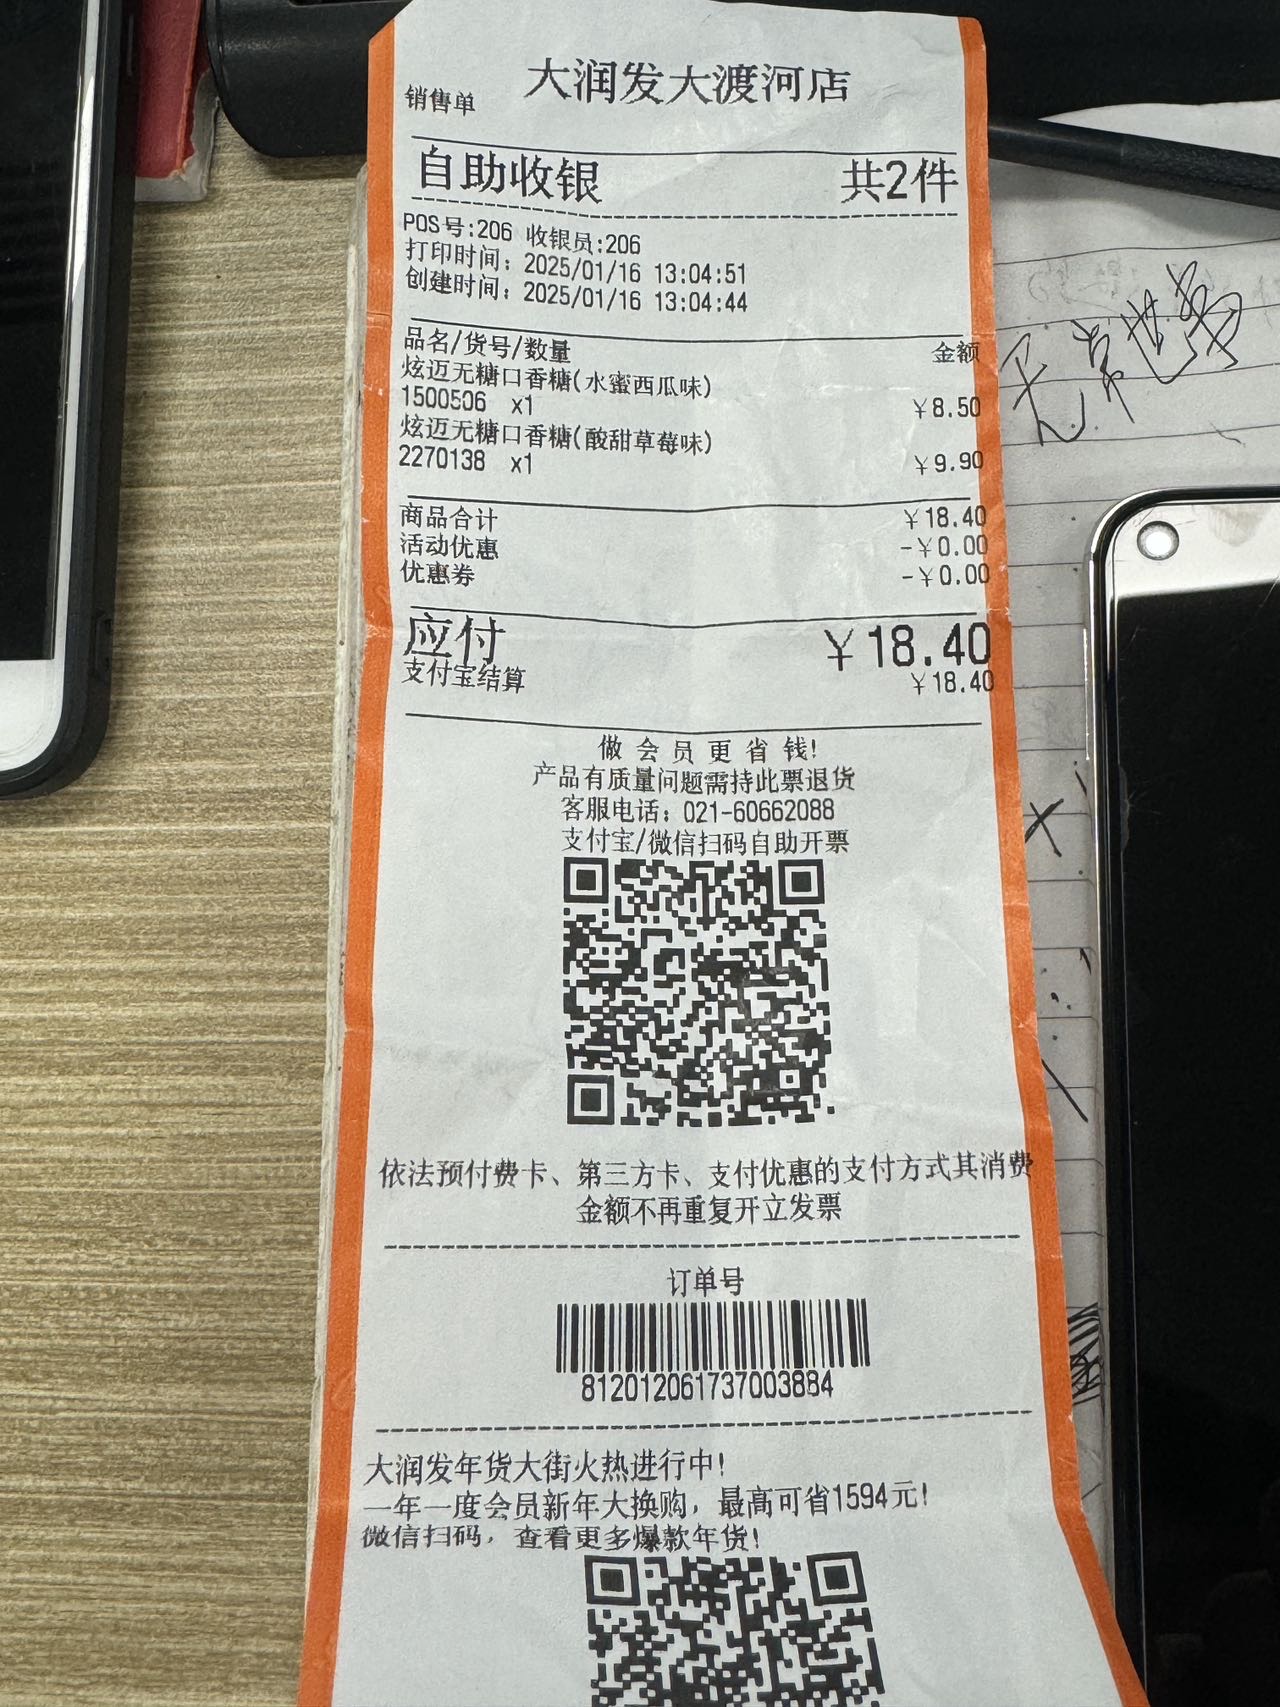 大润发大渡河店
销售单
自助收银 共2件
POS号:206 收银员:206
打印时间: 2025/01/16 13:04:51
创建时间: 2025/01/16 13:04:44
品名/货号/数量 金额
炫迈无糖口香糖(水蜜西瓜味)
1500506 x1 ¥8.50
炫迈无糖口香糖(酸甜草莓味)
2270138 x1 ¥9.90
商品合计 ¥18.40
活动优惠 -¥0.00
优惠券 -¥0.00
应付 ¥18.40
支付宝结算 ¥18.40
做会员更省钱!
产品有质量问题需持此票退货
客服电话: 021-60662088
支付宝/微信扫码自助开票
依法预付费卡、第三方卡、支付优惠的支付方式其消费
金额不再重复开立发票
订单号
812012061737003884
大润发年货大街火热进行中!
一年一度会员新年大换购, 最高可省1594元!
微信扫码, 查看更多爆款年货!